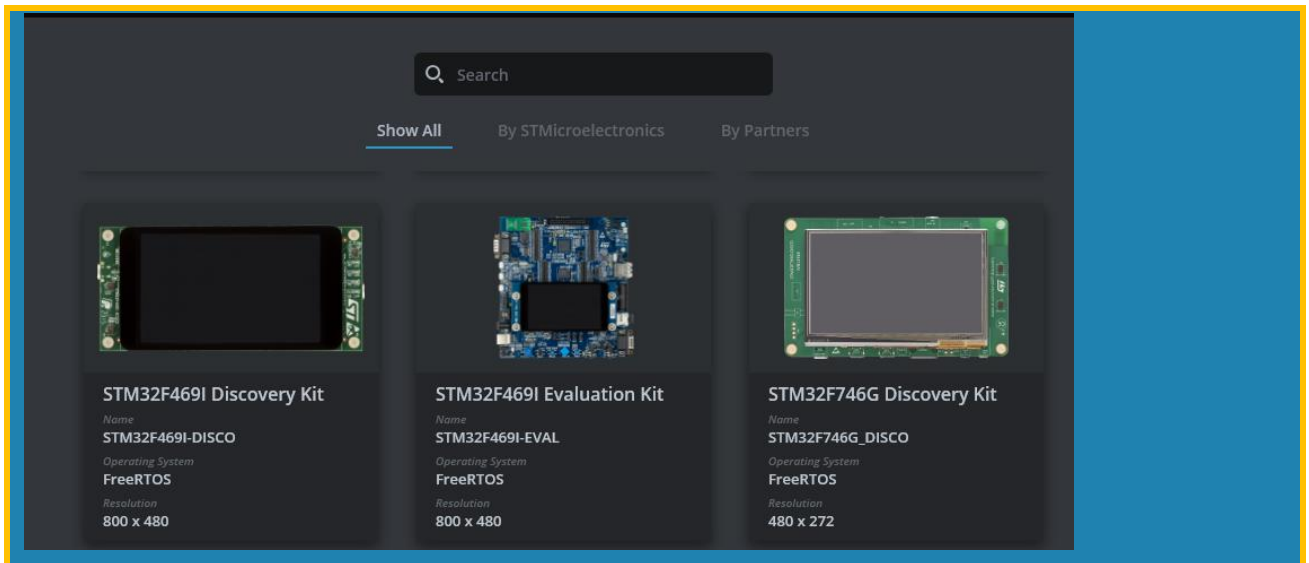 Search
Show All By STMicroelectronics By Partners
STM32F469I Discovery Kit
Name
STM32F469I-DISCO
Operating System
FreeRTOS
Resolution
800 x 480
STM32F469I Evaluation Kit
Name
STM32F469I-EVAL
Operating System
FreeRTOS
Resolution
800 x 480
STM32F746G Discovery Kit
Name
STM32F746G_DISCO
Operating System
FreeRTOS
Resolution
480 x 272